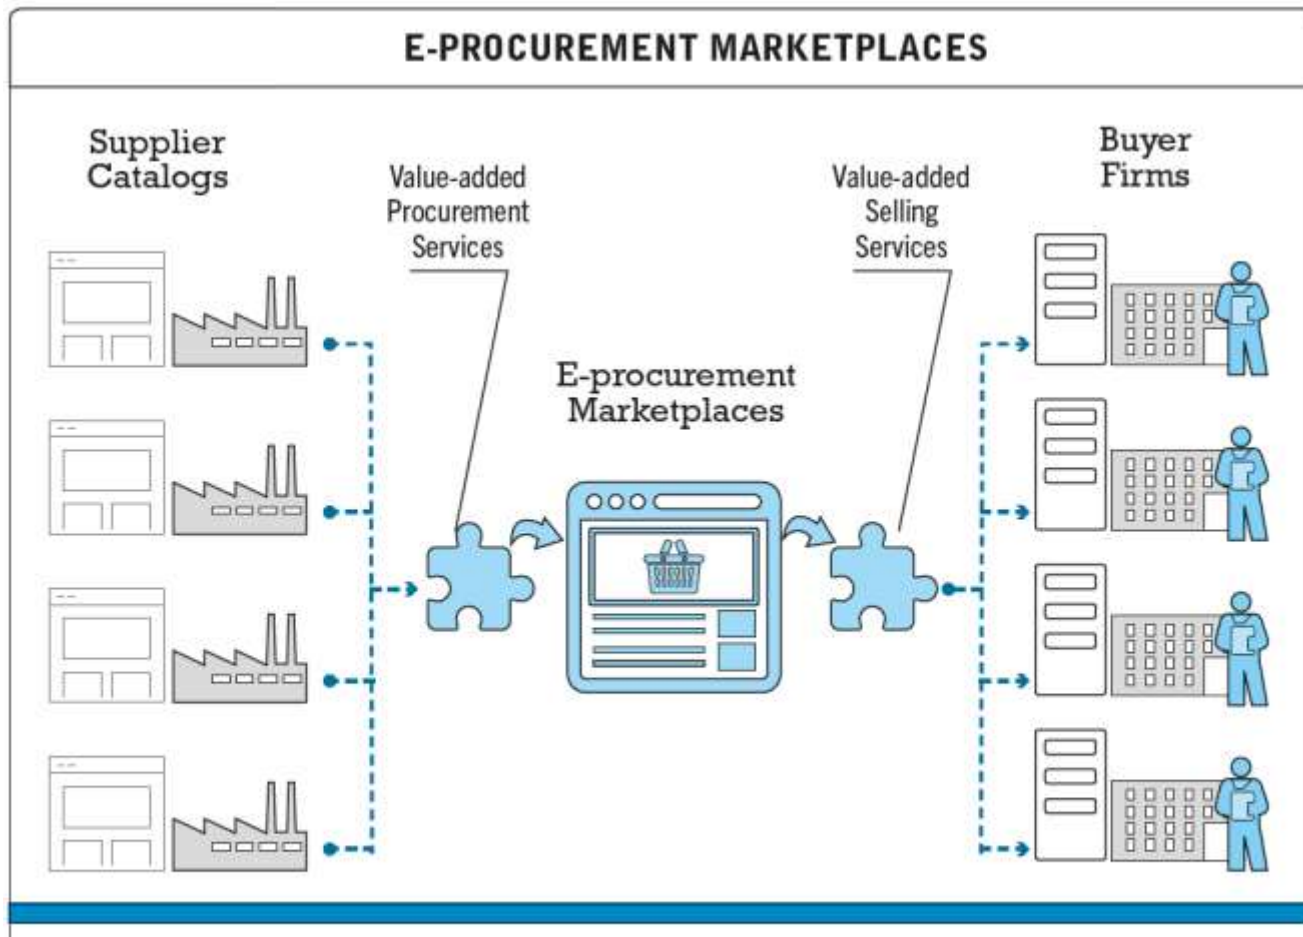 E-PROCUREMENT MARKETPLACES
Supplier
Catalogs
Value-added
Procurement
Services
E-procurement
Marketplaces
Value-added
Selling
Services
Buyer
Firms